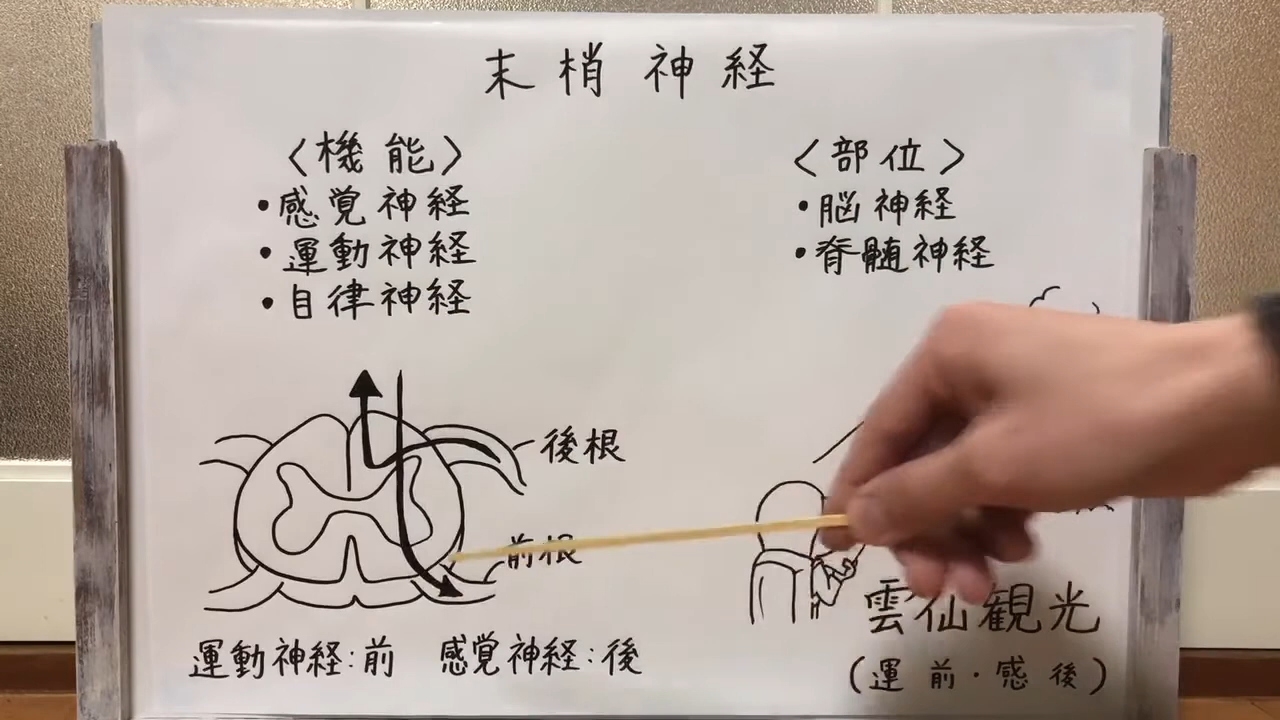 末梢神経
〈機能〉
・感覚神経
・運動神経
・自律神経
〈部位〉
・脳神経
・脊髄神経
後根
前根
運動神経:前 感覚神経:後
雲仙観光
(運前・感後)